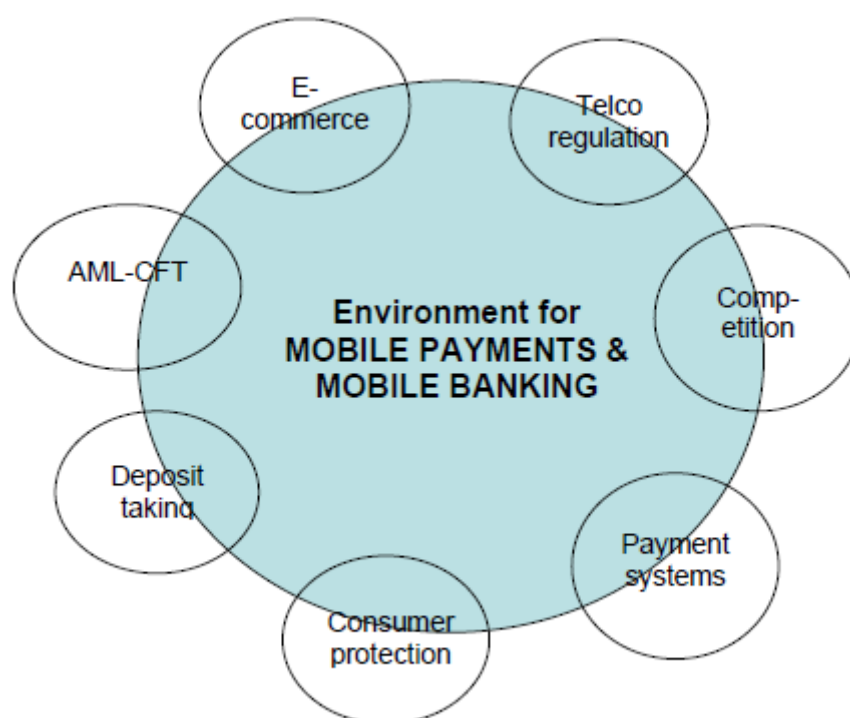 E-
commerce
Telco
regulation
AML-CFT
Comp-
etition
Environment for
MOBILE PAYMENTS &
MOBILE BANKING
Deposit
taking
Payment
systems
Consumer
protection